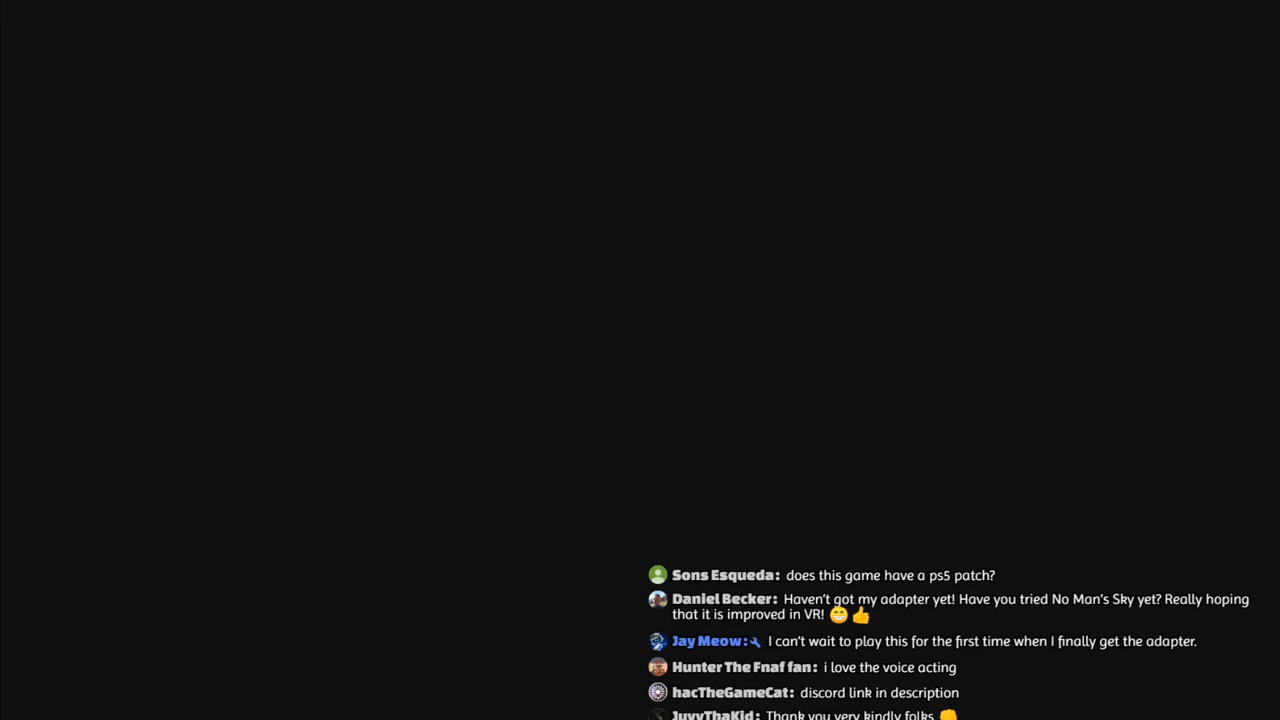 Sons Esqueda: does this game have a ps5 patch?
Daniel Becker: Haven't got my adapter yet! Have you tried No Man's Sky yet? Really hoping
that it is improved in VR! 😁👍
Jay Meow: I can't wait to play this for the first time when I finally get the adapter.
Hunter The Fnaf fan: i love the voice acting
hacTheGameCat: discord link in description
JuvyThaKid: Thank you very kindly folks 👊